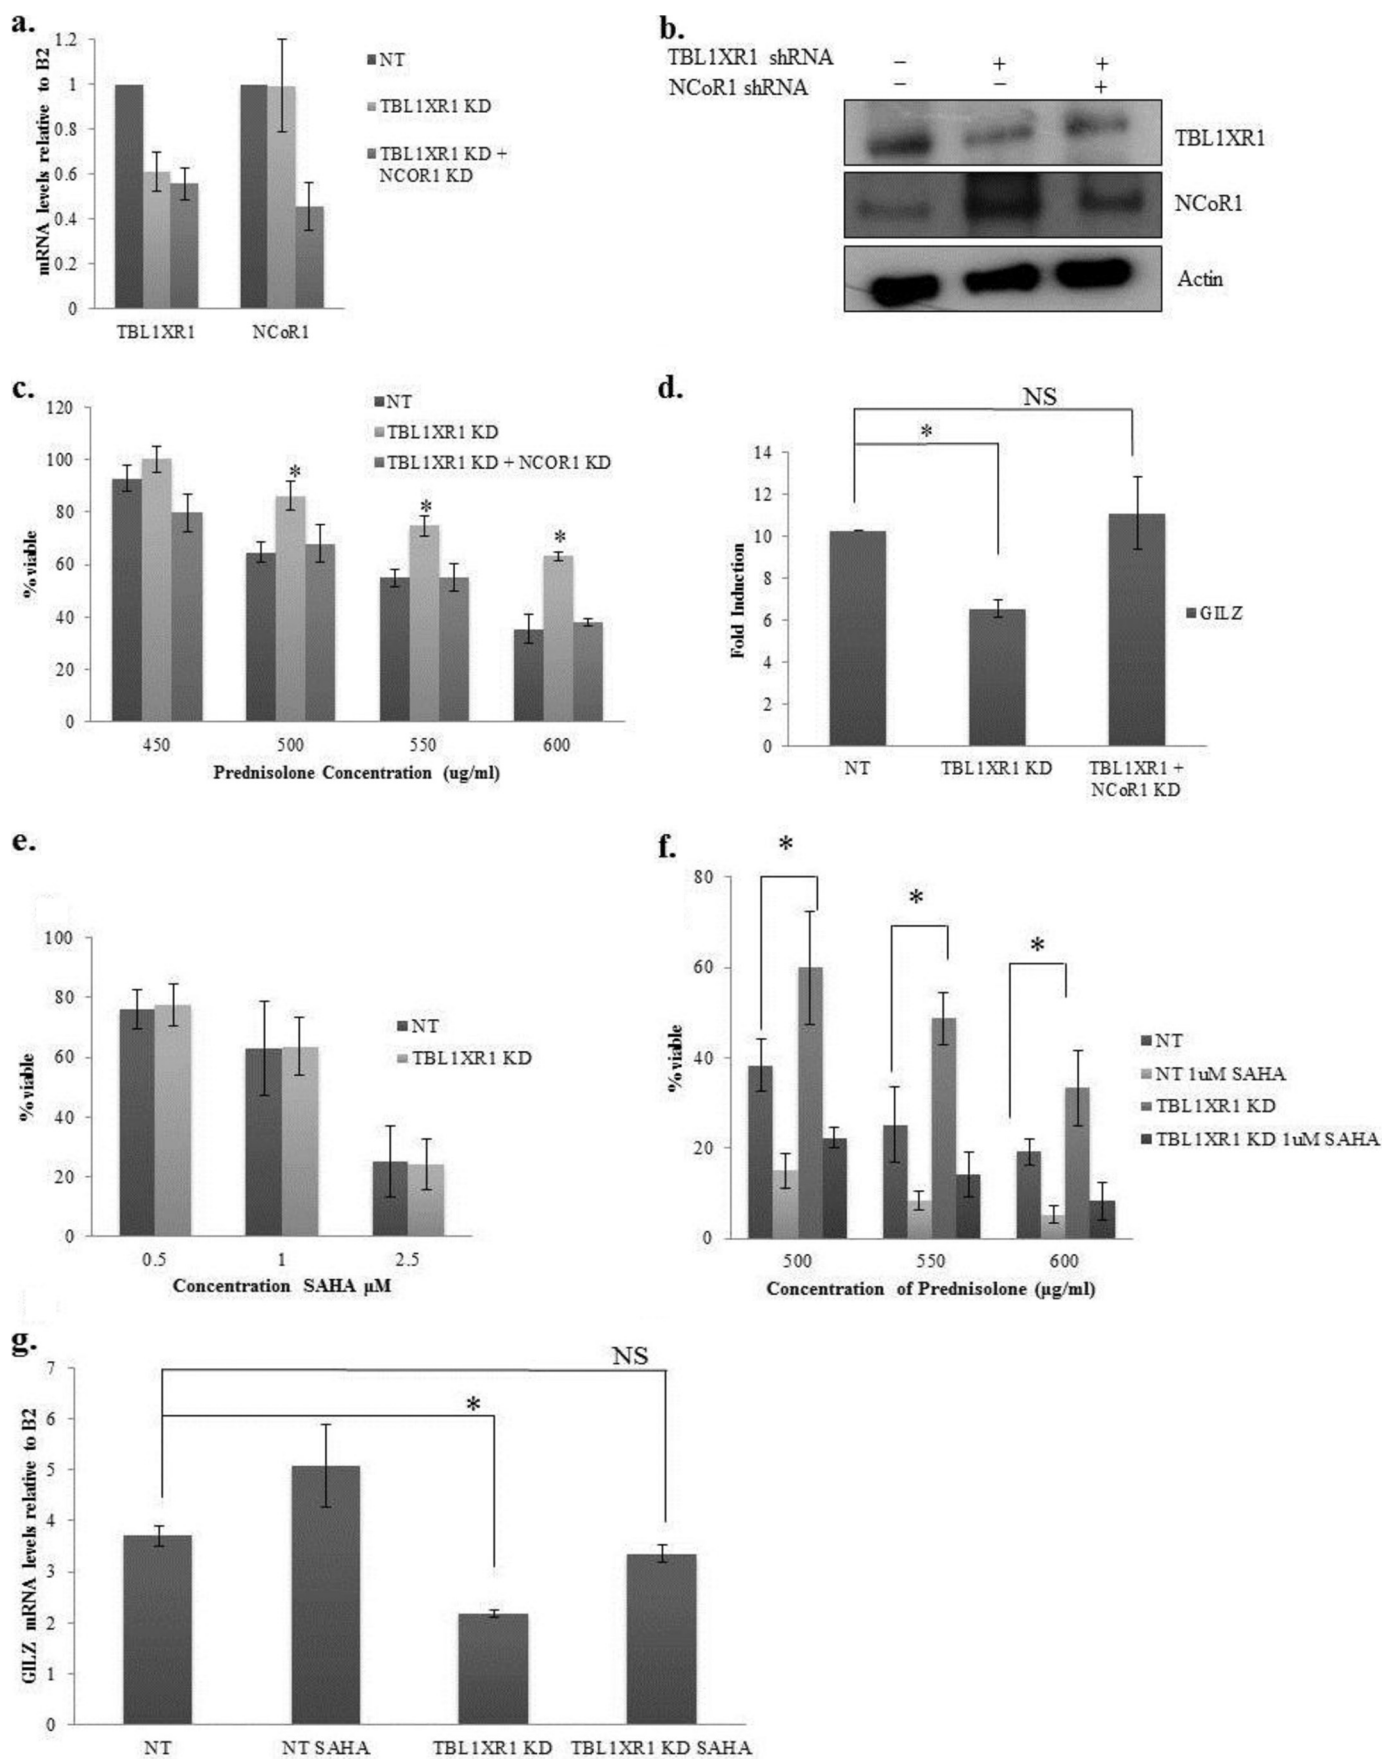 a.
1.2
1
0.8
0.6
0.4
0.2
0
mRNA levels relative to B2
TBL1XR1
NCoR1
NT
TBL1XR1 KD
TBL1XR1 KD +
NCOR1 KD
b.
TBL1XR1 shRNA – + +
NCoR1 shRNA – – +
TBL1XR1
NCoR1
Actin
c.
120
100
80
60
40
20
0
% viable
NT
TBL1XR1 KD
TBL1XR1 KD + NCOR1 KD
*
*
*
450 500 550 600
Prednisolone Concentration (ug/ml)
d.
NS
*
14
12
10
8
6
4
2
0
Fold Induction
GILZ
NT TBL1XR1 KD TBL1XR1 +
NCoR1 KD
e.
100
80
60
40
20
0
% viable
NT
TBL1XR1 KD
0.5 1 2.5
Concentration SAHA µM
f.
*
*
*
80
60
40
20
0
% viable
NT
NT 1uM SAHA
TBL1XR1 KD
TBL1XR1 KD 1uM SAHA
500 550 600
Concentration of Prednisolone (µg/ml)
g.
NS
*
7
6
5
4
3
2
1
0
GILZ mRNA levels relative to B2
NT NT SAHA TBL1XR1 KD TBL1XR1 KD SAHA